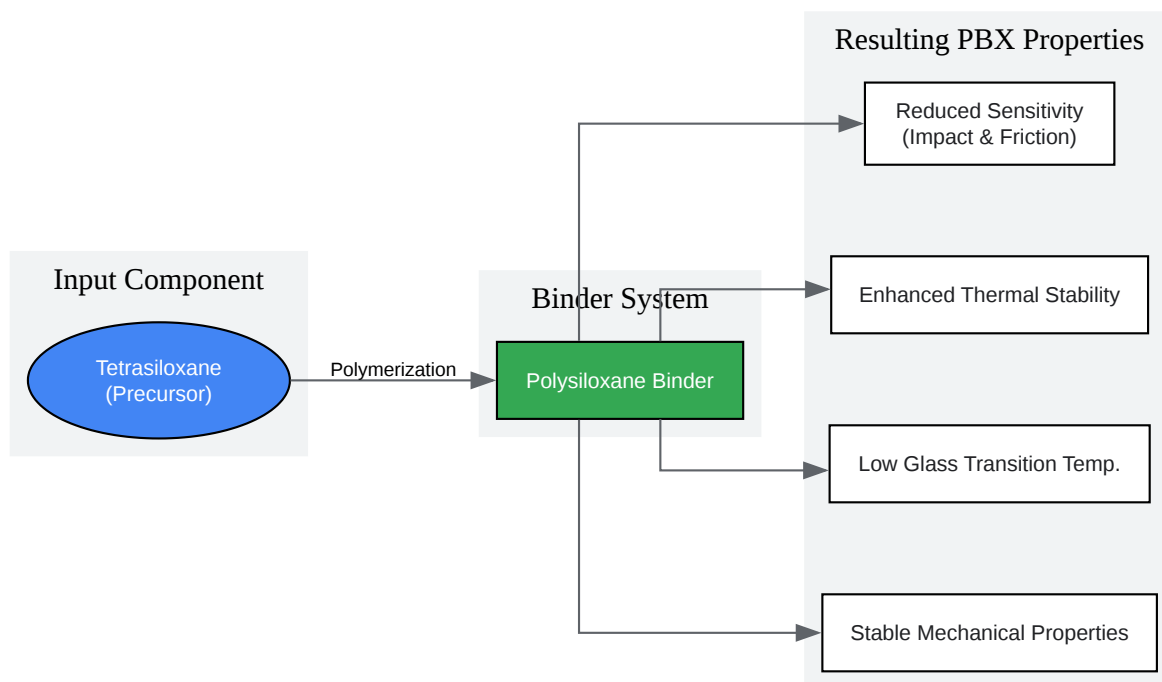 Input Component
Tetrasiloxane
(Precursor)
Polymerization
Binder System
Polysiloxane Binder
Resulting PBX Properties
Reduced Sensitivity
(Impact & Friction)
Enhanced Thermal Stability
Low Glass Transition Temp.
Stable Mechanical Properties